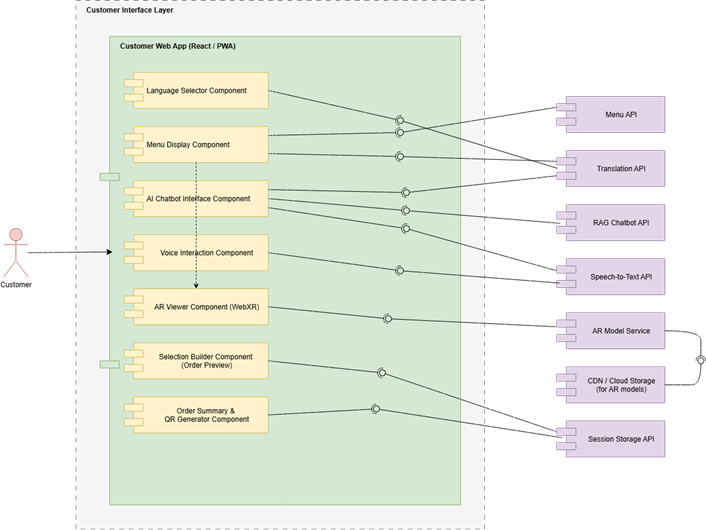 Customer Interface Layer
Customer Web App (React / PWA)
Language Selector Component
Menu API
Menu Display Component
Translation API
AI Chatbot Interface Component
RAG Chatbot API
Voice Interaction Component
Speech-to-Text API
Customer
AR Viewer Component (WebXR)
AR Model Service
Selection Builder Component
(Order Preview)
CDN / Cloud Storage
(for AR models)
Order Summary &
QR Generator Component
Session Storage API